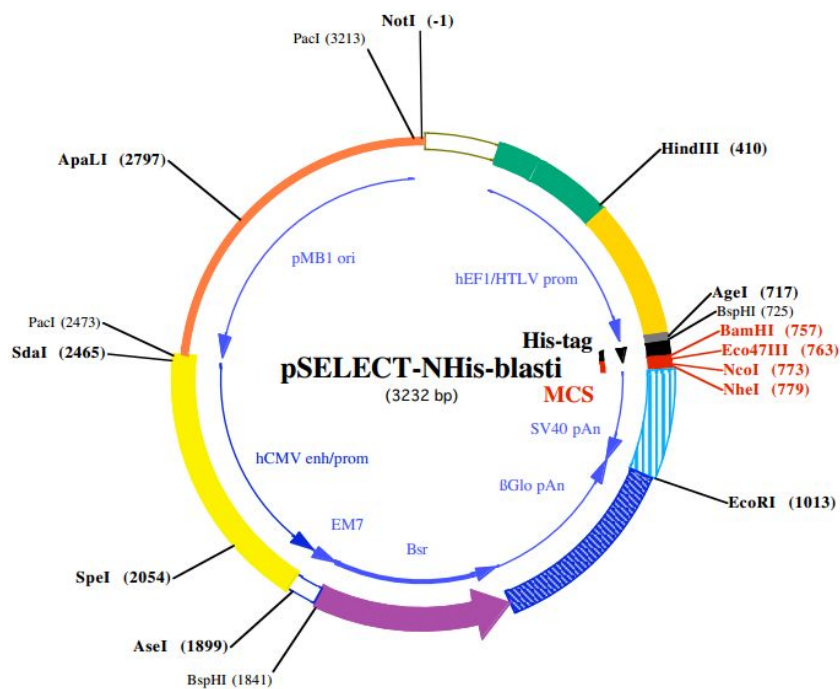 NotI (-1)
PacI (3213)
HindIII (410)
ApaLI (2797)
pMB1 ori
hEF1/HTLV prom
AgeI (717)
BspHI (725)
BamHI (757)
Eco47III (763)
NcoI (773)
NheI (779)
PacI (2473)
SdaI (2465)
His-tag
pSELECT-NHis-blasti
(3232 bp)
MCS
SV40 pAn
hCMV enh/prom
ßGlo pAn
EcoRI (1013)
EM7
Bsr
SpeI (2054)
AseI (1899)
BspHI (1841)